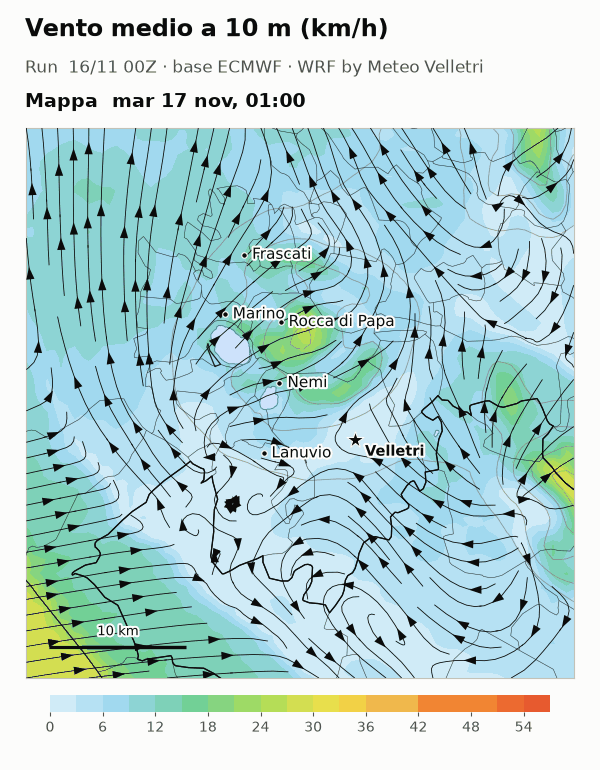 Vento medio a 10 m (km/h)
Run  16/11 00Z · base ECMWF · WRF by Meteo Velletri
Mappa  mar 17 nov, 01:00
Frascati
Marino
Rocca di Papa
Nemi
Velletri
Lanuvio
10 km
0 6 12 18 24 30 36 42 48 54